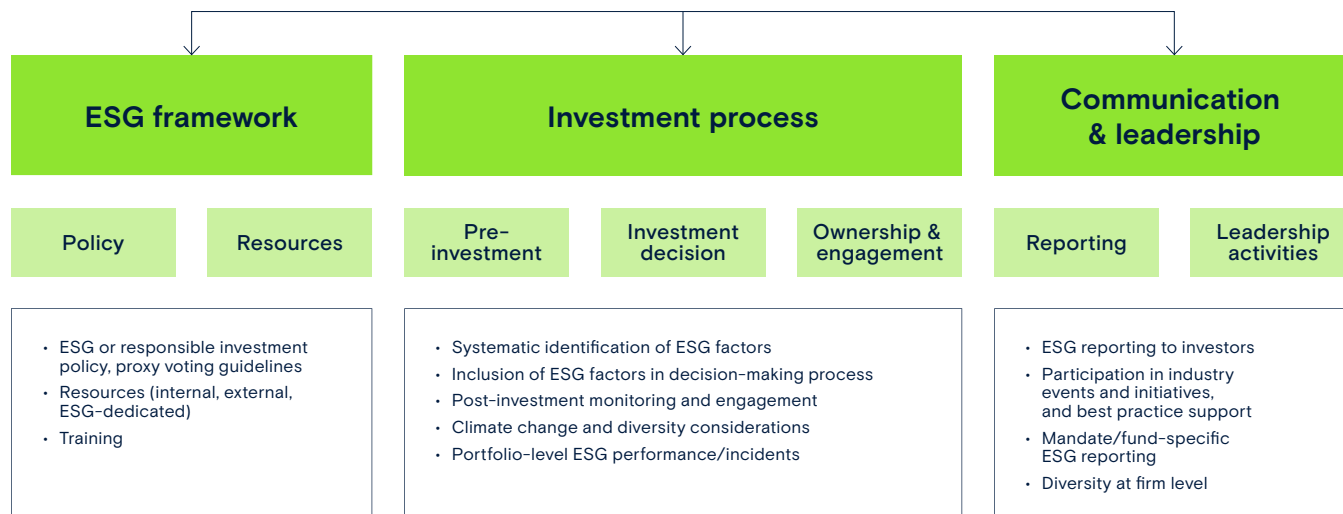 ESG framework
Investment process
Communication
& leadership
Policy
Resources
Pre-
investment
Investment
decision
Ownership &
engagement
Reporting
Leadership
activities
• ESG or responsible investment
policy, proxy voting guidelines
• Resources (internal, external,
ESG-dedicated)
• Training
• Systematic identification of ESG factors
• Inclusion of ESG factors in decision-making process
• Post-investment monitoring and engagement
• Climate change and diversity considerations
• Portfolio-level ESG performance/incidents
• ESG reporting to investors
• Participation in industry
events and initiatives,
and best practice support
• Mandate/fund-specific
ESG reporting
• Diversity at firm level